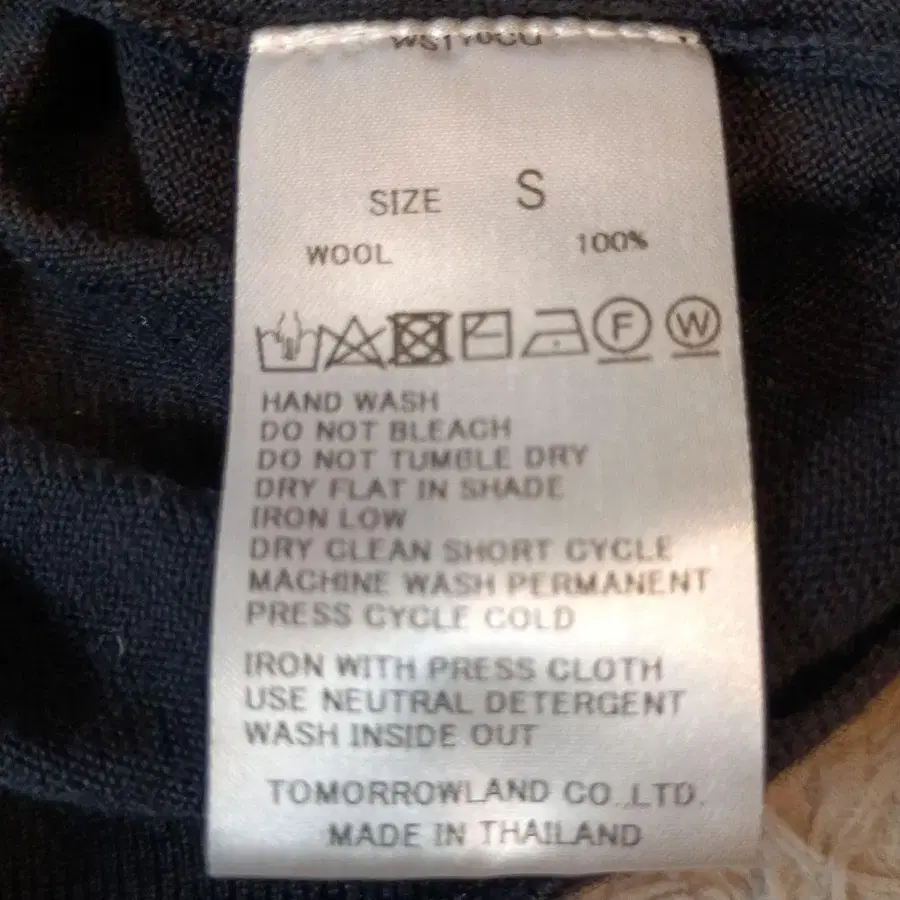 SIZE S
WOOL 100%
F W
HAND WASH
DO NOT BLEACH
DO NOT TUMBLE DRY
DRY FLAT IN SHADE
IRON LOW
DRY CLEAN SHORT CYCLE
MACHINE WASH PERMANENT
PRESS CYCLE COLD
IRON WITH PRESS CLOTH
USE NEUTRAL DETERGENT
WASH INSIDE OUT
TOMORROWLAND CO.,LTD.
MADE IN THAILAND